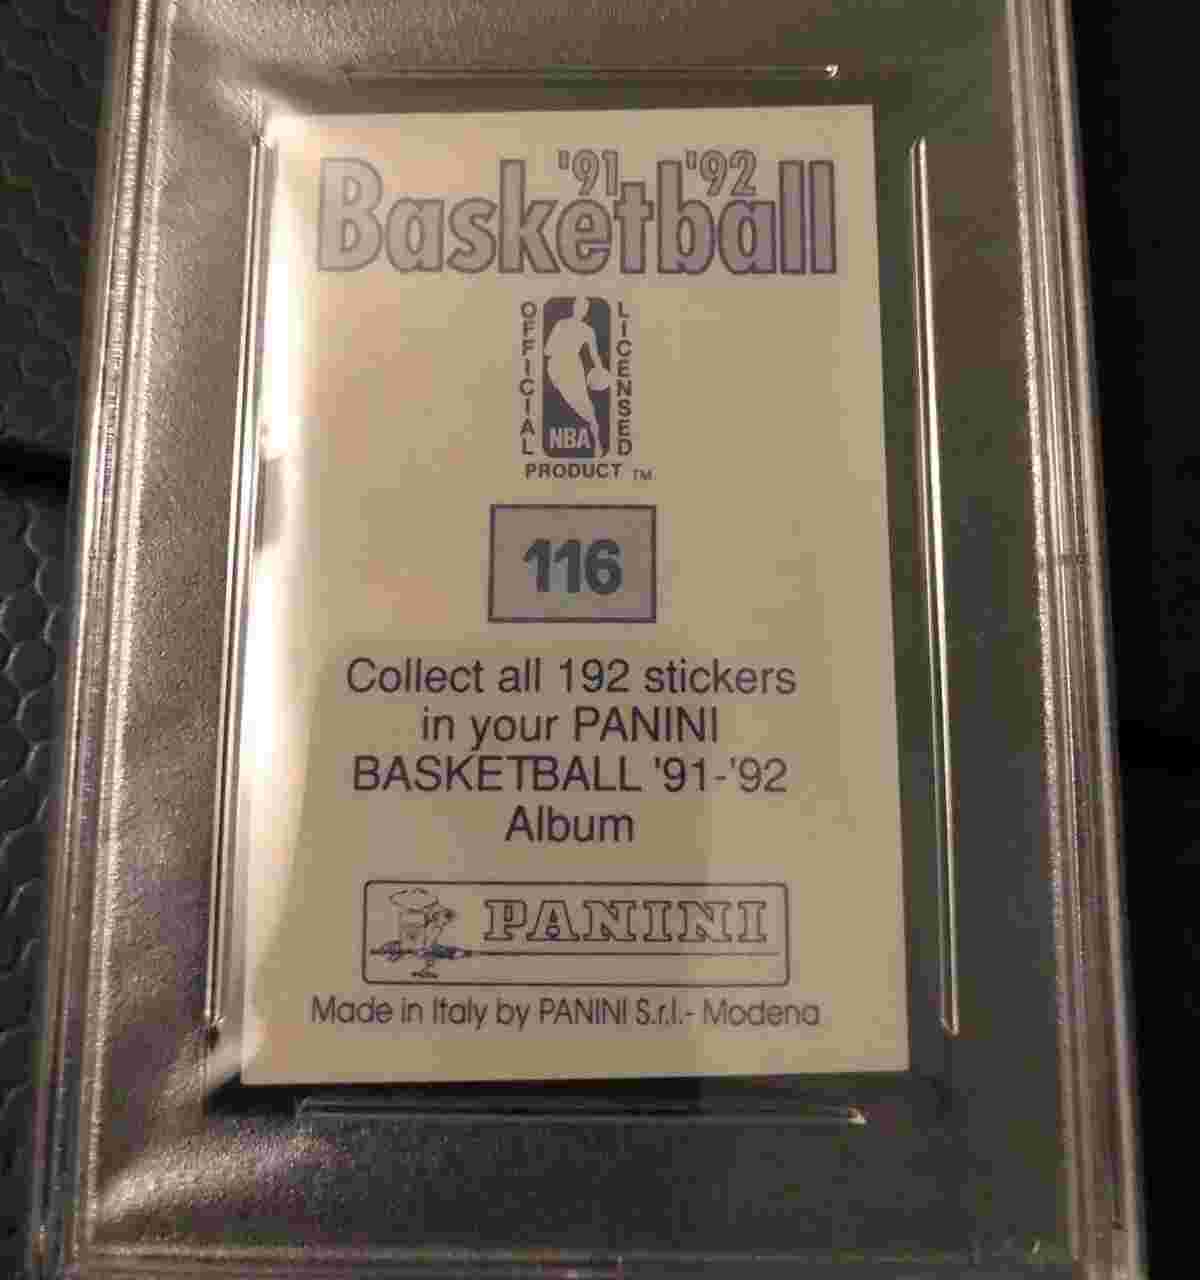 '91 '92
Basketball
OFFICIAL
LICENSED
NBA
PRODUCT TM
116
Collect all 192 stickers
in your PANINI
BASKETBALL '91-'92
Album
PANINI
Made in Italy by PANINI S.r.l.- Modena